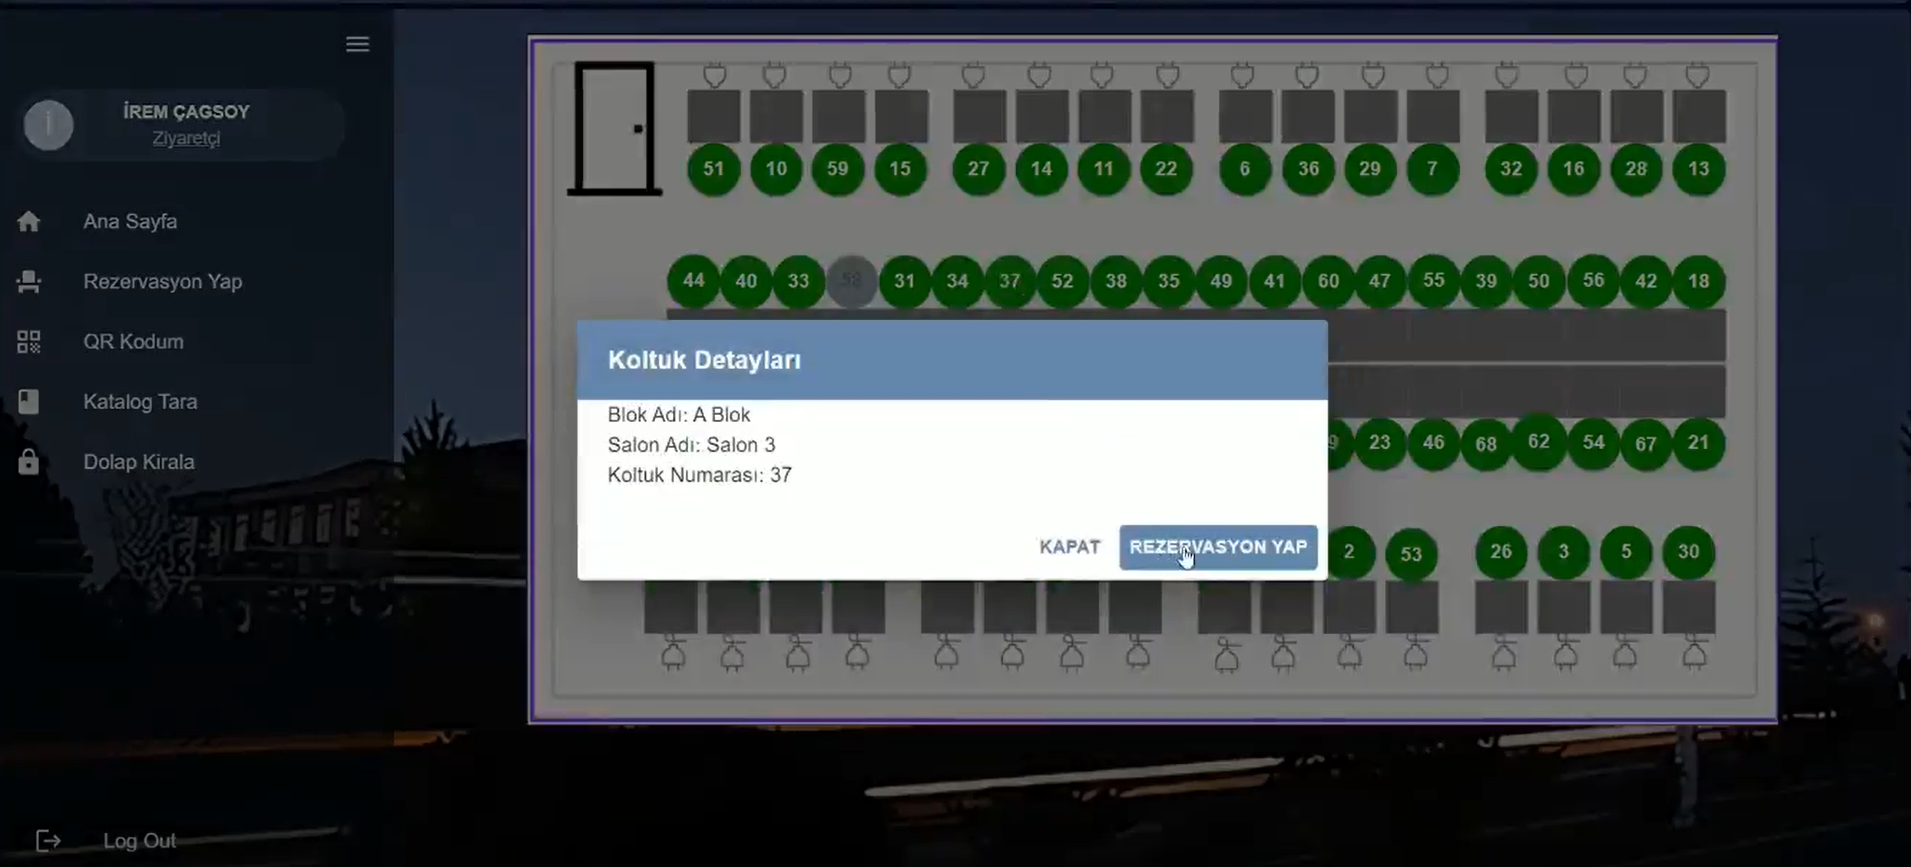 İREM ÇAGSOY
Ziyaretçi
Ana Sayfa
Rezervasyon Yap
QR Kodum
Katalog Tara
Dolap Kirala
Log Out
51 10 59 15 27 14 11 22 6 36 29 7 32 16 28 13
44 40 33 58 31 34 37 52 38 35 49 41 60 47 55 39 50 56 42 18
Koltuk Detayları
Blok Adı: A Blok
Salon Adı: Salon 3
Koltuk Numarası: 37
KAPAT REZERVASYON YAP
23 46 68 62 54 67 21
2 53 26 3 5 30